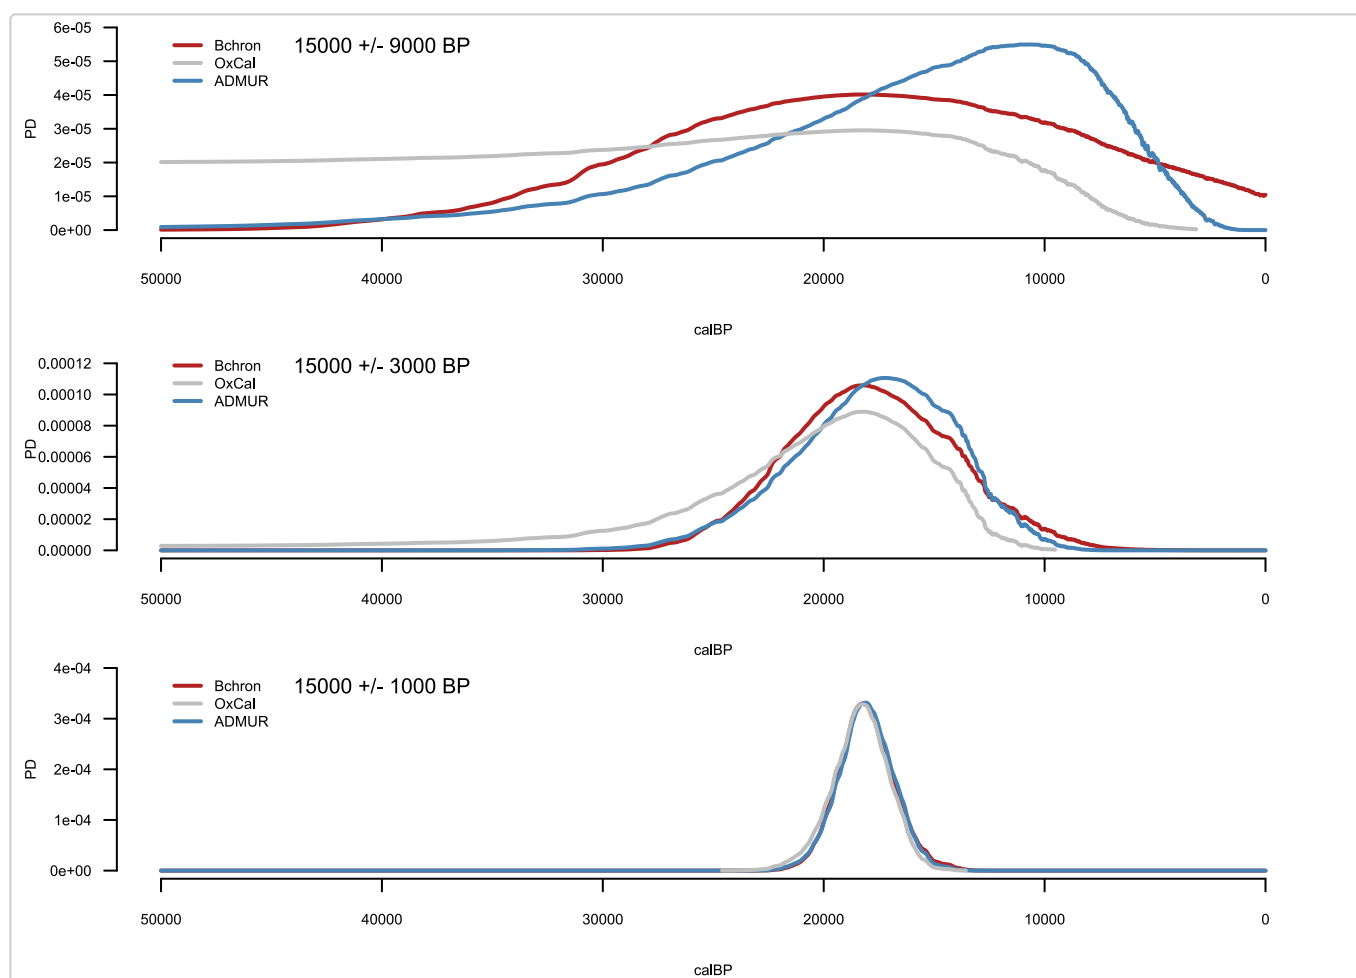 6e-05
5e-05
4e-05
3e-05
2e-05
1e-05
0e+00
PD
Bchron
OxCal
ADMUR
15000 +/- 9000 BP
50000 40000 30000 20000 10000 0
calBP
0.00012
0.00010
0.00008
0.00006
0.00004
0.00002
0.00000
PD
Bchron
OxCal
ADMUR
15000 +/- 3000 BP
50000 40000 30000 20000 10000 0
calBP
4e-04
3e-04
2e-04
1e-04
0e+00
PD
Bchron
OxCal
ADMUR
15000 +/- 1000 BP
50000 40000 30000 20000 10000 0
calBP